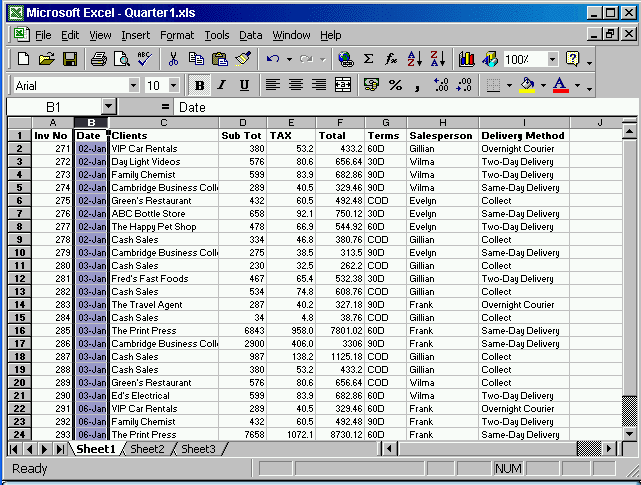 Microsoft Excel - Quarter1.xls
File Edit View Insert Format Tools Data Window Help
100%
Arial 10 B I U
B1 = Date
A B C D E F G H I J
1 Inv No Date Clients Sub Tot TAX Total Terms Salesperson Delivery Method
2 271 02-Jan VIP Car Rentals 380 53.2 433.2 60D Gillian Overnight Courier
3 272 02-Jan Day Light Videos 576 80.6 656.64 30D Wilma Two-Day Delivery
4 273 02-Jan Family Chemist 599 83.9 682.86 90D Wilma Two-Day Delivery
5 274 02-Jan Cambridge Business Coll 289 40.5 329.46 90D Wilma Same-Day Delivery
6 275 02-Jan Green's Restaurant 432 60.5 492.48 COD Evelyn Collect
7 276 02-Jan ABC Bottle Store 658 92.1 750.12 30D Evelyn Two-Day Delivery
8 277 02-Jan The Happy Pet Shop 478 66.9 544.92 60D Evelyn Two-Day Delivery
9 278 02-Jan Cash Sales 334 46.8 380.76 COD Gillian Collect
10 279 03-Jan Cambridge Business Coll 275 38.5 313.5 90D Evelyn Same-Day Delivery
11 280 03-Jan Cash Sales 230 32.5 262.2 COD Gillian Collect
12 281 03-Jan Fred's Fast Foods 467 65.4 532.38 30D Gillian Two-Day Delivery
13 282 03-Jan Cash Sales 534 74.8 608.76 COD Gillian Collect
14 283 03-Jan The Travel Agent 287 40.2 327.18 90D Frank Overnight Courier
15 284 03-Jan Cash Sales 34 4.8 38.76 COD Gillian Collect
16 285 03-Jan The Print Press 6843 958.0 7801.02 60D Frank Same-Day Delivery
17 286 03-Jan Cambridge Business Coll 2900 406.0 3306 90D Frank Same-Day Delivery
18 287 03-Jan Cash Sales 987 138.2 1125.18 COD Gillian Collect
19 288 03-Jan Cash Sales 380 53.2 433.2 COD Gillian Collect
20 289 03-Jan Green's Restaurant 576 80.6 656.64 COD Wilma Collect
21 290 03-Jan Ed's Electrical 599 83.9 682.86 60D Wilma Two-Day Delivery
22 291 06-Jan VIP Car Rentals 289 40.5 329.46 60D Frank Overnight Courier
23 292 06-Jan Family Chemist 432 60.5 492.48 90D Frank Two-Day Delivery
24 293 06-Jan The Print Press 7658 1072.1 8730.12 60D Frank Same-Day Delivery
Sheet1 Sheet2 Sheet3
Ready NUM